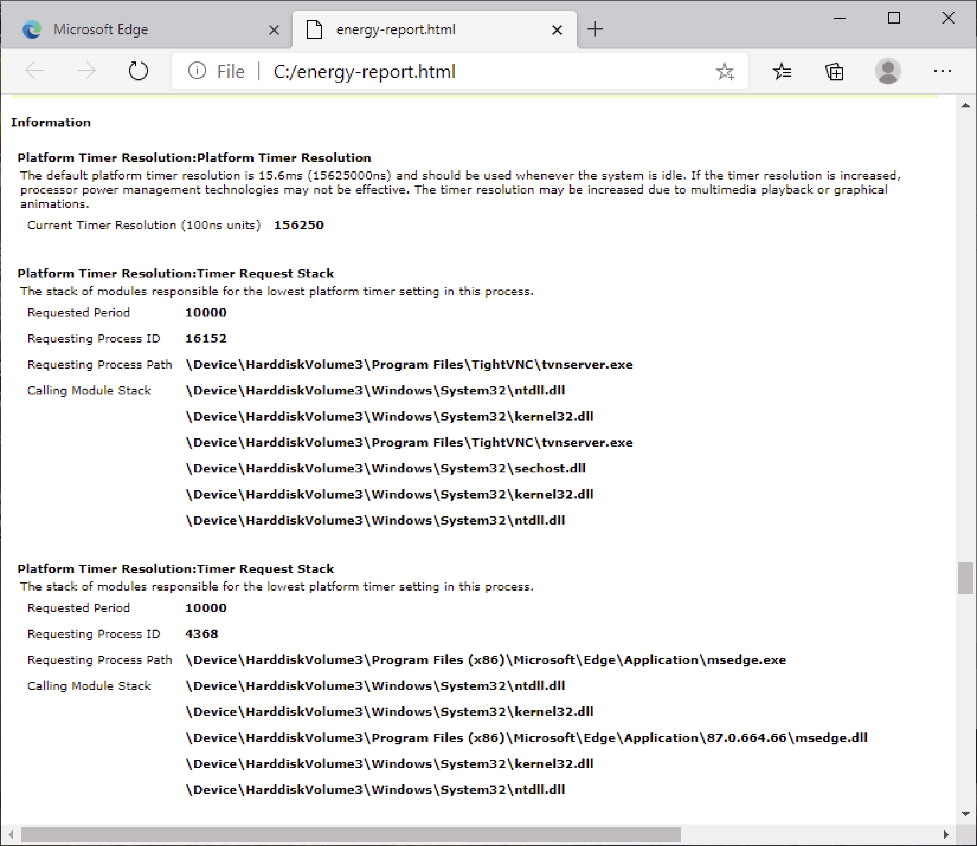 Microsoft Edge
energy-report.html
File
C:/energy-report.html
Information
Platform Timer Resolution:Platform Timer Resolution
The default platform timer resolution is 15.6ms (15625000ns) and should be used whenever the system is idle. If the timer resolution is increased,
processor power management technologies may not be effective. The timer resolution may be increased due to multimedia playback or graphical
animations.
Current Timer Resolution (100ns units) 156250
Platform Timer Resolution:Timer Request Stack
The stack of modules responsible for the lowest platform timer setting in this process.
Requested Period 10000
Requesting Process ID 16152
Requesting Process Path \Device\HarddiskVolume3\Program Files\TightVNC\tvnserver.exe
Calling Module Stack \Device\HarddiskVolume3\Windows\System32\ntdll.dll
\Device\HarddiskVolume3\Windows\System32\kernel32.dll
\Device\HarddiskVolume3\Program Files\TightVNC\tvnserver.exe
\Device\HarddiskVolume3\Windows\System32\sechost.dll
\Device\HarddiskVolume3\Windows\System32\kernel32.dll
\Device\HarddiskVolume3\Windows\System32\ntdll.dll
Platform Timer Resolution:Timer Request Stack
The stack of modules responsible for the lowest platform timer setting in this process.
Requested Period 10000
Requesting Process ID 4368
Requesting Process Path \Device\HarddiskVolume3\Program Files (x86)\Microsoft\Edge\Application\msedge.exe
Calling Module Stack \Device\HarddiskVolume3\Windows\System32\ntdll.dll
\Device\HarddiskVolume3\Windows\System32\kernel32.dll
\Device\HarddiskVolume3\Program Files (x86)\Microsoft\Edge\Application\87.0.664.66\msedge.dll
\Device\HarddiskVolume3\Windows\System32\kernel32.dll
\Device\HarddiskVolume3\Windows\System32\ntdll.dll